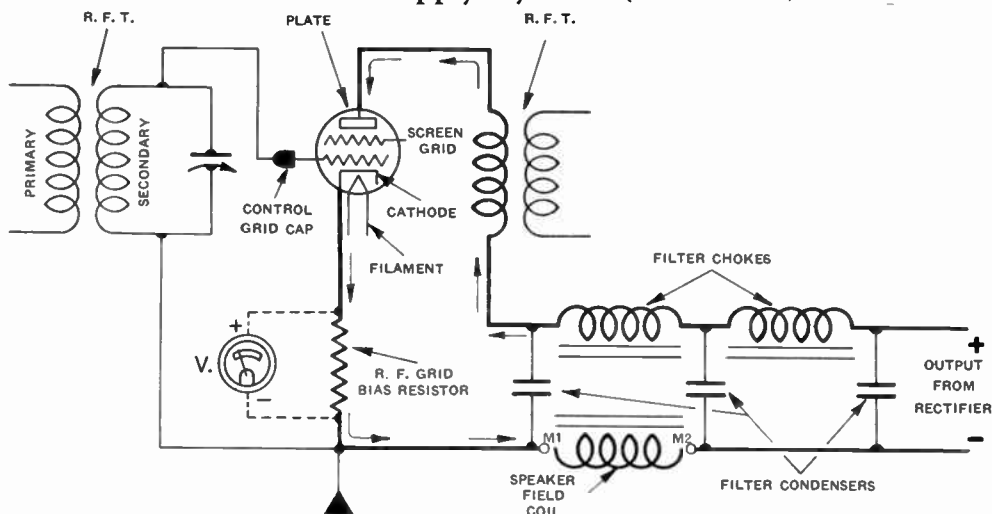 R. F. T.
PLATE
R. F. T.
PRIMARY
SECONDARY
SCREEN
GRID
CONTROL
GRID CAP
CATHODE
FILAMENT
FILTER CHOKES
+
V.
−
R. F. GRID
BIAS RESISTOR
+
OUTPUT
FROM
RECTIFIER
−
M1
M2
SPEAKER
FIELD
COIL
FILTER CONDENSERS